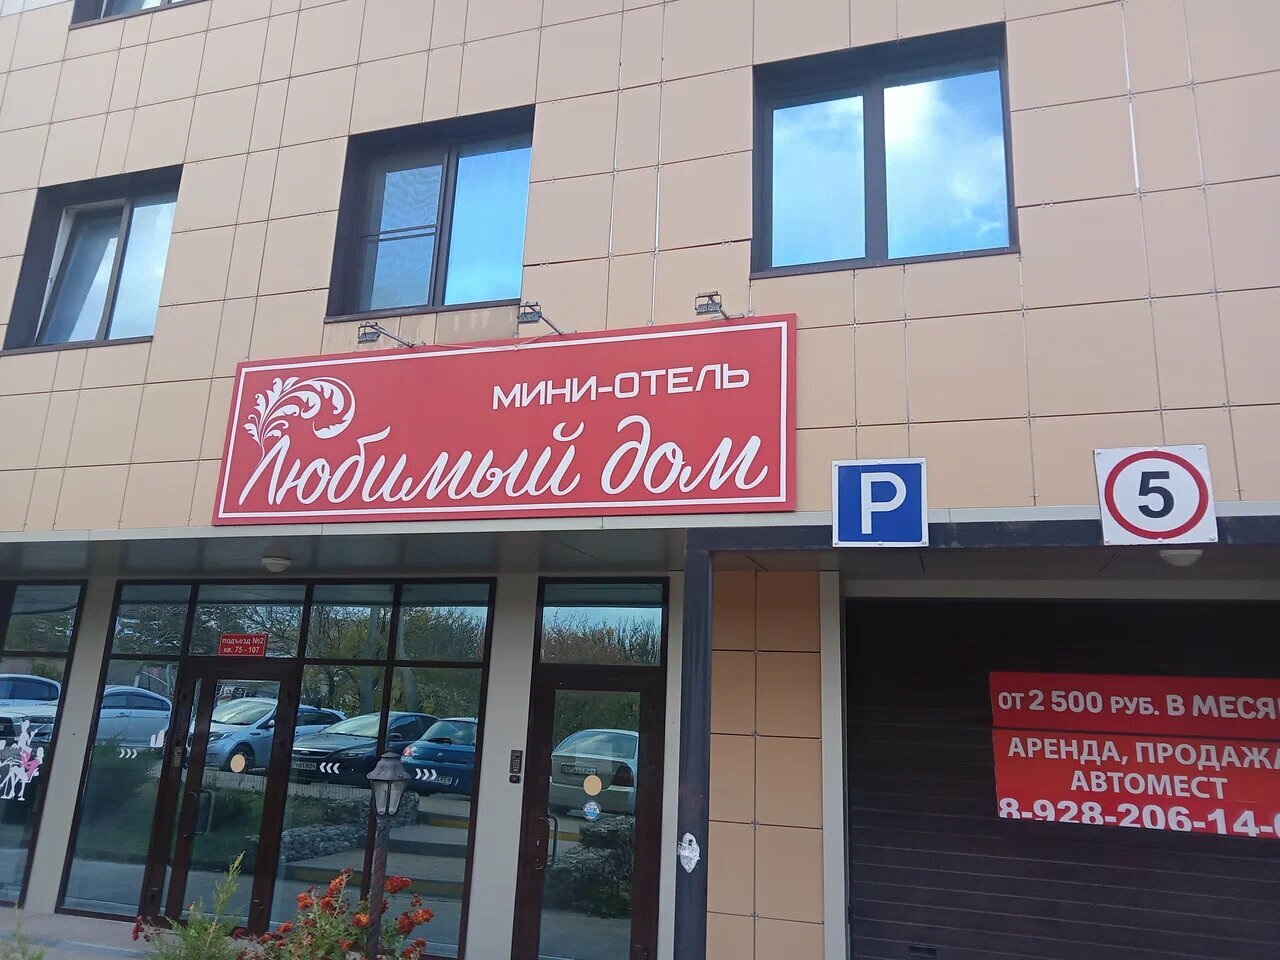 МИНИ-ОТЕЛЬ
Любимый дом
P
5
подъезд №2
кв. 75 - 107
ОТ 2 500 РУБ. В МЕСЯ
АРЕНДА, ПРОДАЖА
АВТОМЕСТ
8-928-206-14-